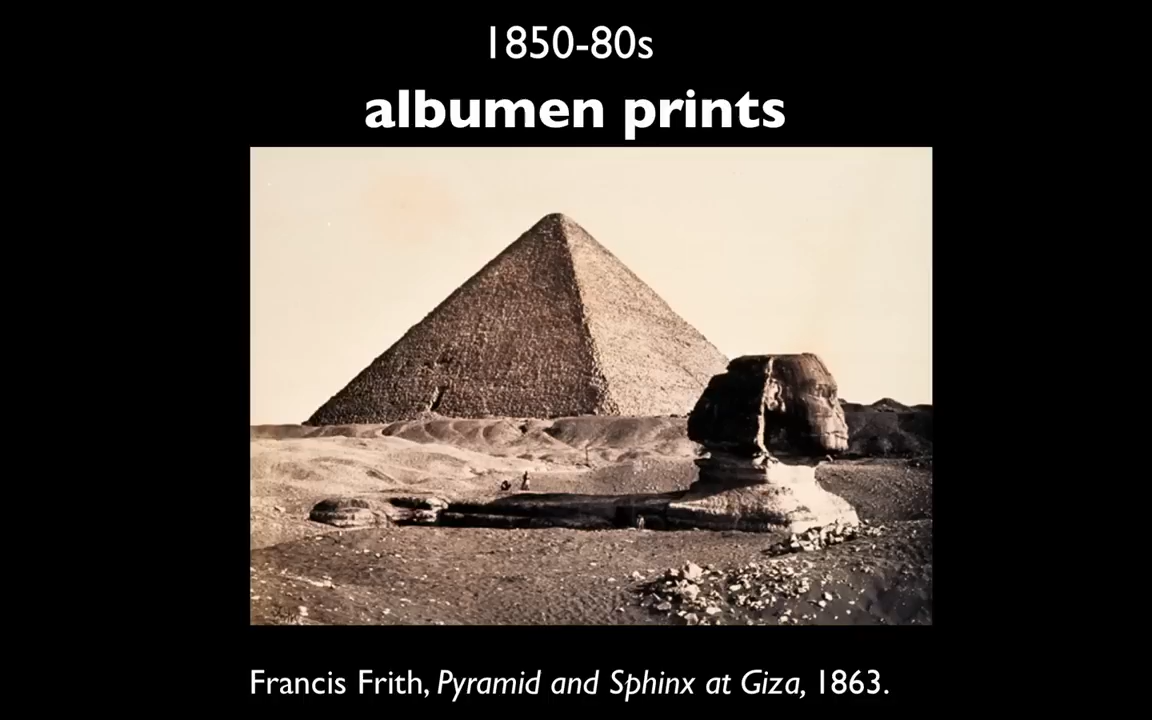 1850-80s
albumen prints
Francis Frith, Pyramid and Sphinx at Giza, 1863.